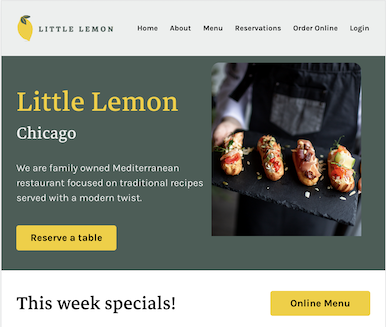 LITTLE LEMON
Home About Menu Reservations Order Online Login
Little Lemon
Chicago
We are family owned Mediterranean
restaurant focused on traditional recipes
served with a modern twist.
Reserve a table
This week specials!
Online Menu